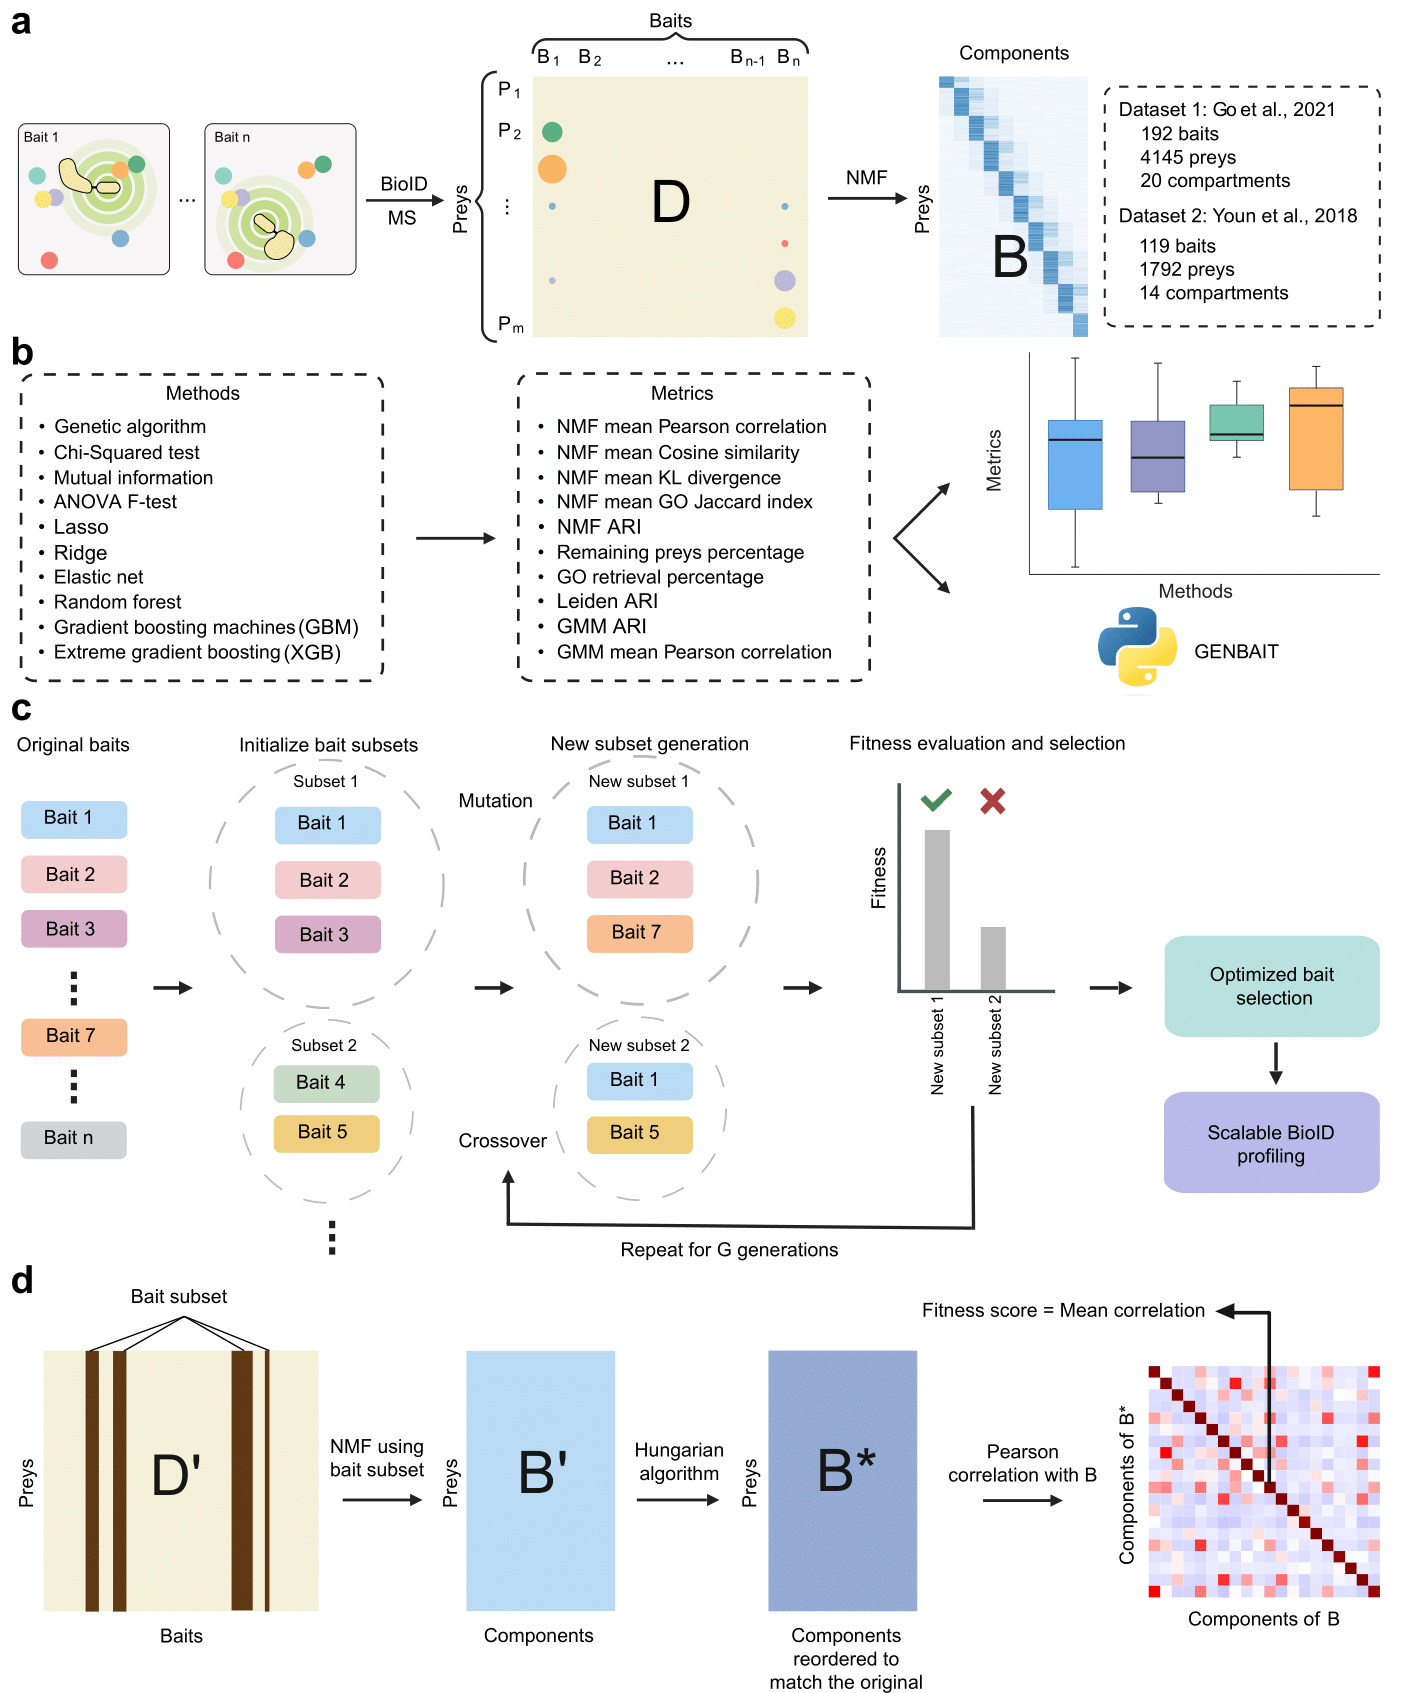 a
Bait 1
...
Bait n
BioID
MS
Baits
B1 B2 ... Bn-1 Bn
Preys
P1
P2
...
Pm
D
NMF
Components
Preys
B
Dataset 1: Go et al., 2021
192 baits
4145 preys
20 compartments
Dataset 2: Youn et al., 2018
119 baits
1792 preys
14 compartments
b
Methods
• Genetic algorithm
• Chi-Squared test
• Mutual information
• ANOVA F-test
• Lasso
• Ridge
• Elastic net
• Random forest
• Gradient boosting machines (GBM)
• Extreme gradient boosting (XGB)
Metrics
• NMF mean Pearson correlation
• NMF mean Cosine similarity
• NMF mean KL divergence
• NMF mean GO Jaccard index
• NMF ARI
• Remaining preys percentage
• GO retrieval percentage
• Leiden ARI
• GMM ARI
• GMM mean Pearson correlation
Metrics
Methods
GENBAIT
c
Original baits
Bait 1
Bait 2
Bait 3
Bait 7
Bait n
Initialize bait subsets
Subset 1
Bait 1
Bait 2
Bait 3
Subset 2
Bait 4
Bait 5
Mutation
Crossover
New subset generation
New subset 1
Bait 1
Bait 2
Bait 7
New subset 2
Bait 1
Bait 5
Repeat for G generations
Fitness evaluation and selection
Fitness
New subset 1
New subset 2
Optimized bait
selection
Scalable BioID
profiling
d
Bait subset
Preys
D'
Baits
NMF using
bait subset
Preys
B'
Components
Hungarian
algorithm
Preys
B*
Components
reordered to
match the original
Pearson
correlation with B
Fitness score = Mean correlation
Components of B*
Components of B